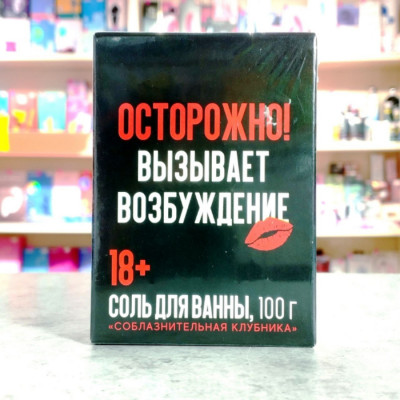 ОСТОРОЖНО!
ВЫЗЫВАЕТ
ВОЗБУЖДЕНИЕ
18+
СОЛЬ ДЛЯ ВАННЫ, 100 г
«СОБЛАЗНИТЕЛЬНАЯ КЛУБНИКА»